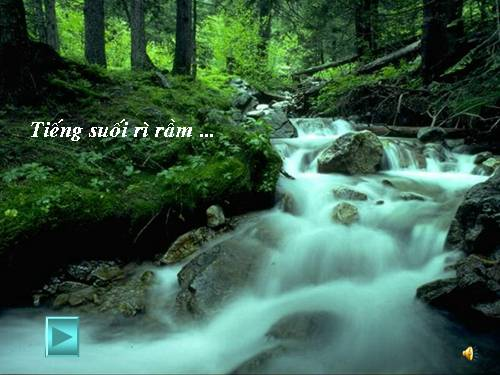 Tiếng suối rì rầm ...